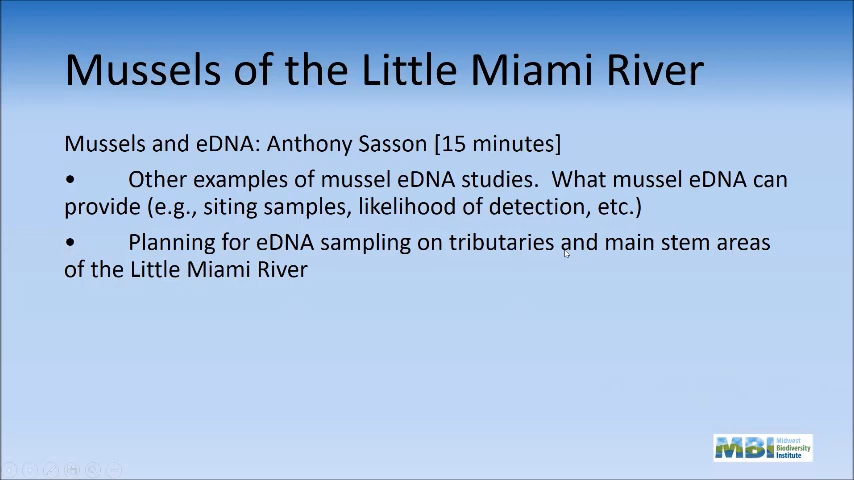 Mussels of the Little Miami River
Mussels and eDNA: Anthony Sasson [15 minutes]
• Other examples of mussel eDNA studies.  What mussel eDNA can
provide (e.g., siting samples, likelihood of detection, etc.)
• Planning for eDNA sampling on tributaries and main stem areas
of the Little Miami River
MBI Midwest
Biodiversity
Institute